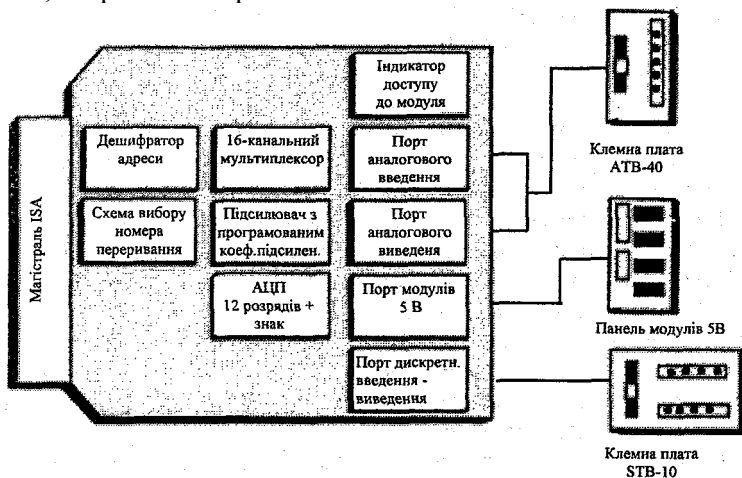 Індикатор
доступу
до модуля
Дешифратор
адреси
16-канальний
мультиплексор
Порт
аналогового
введення
Схема вибору
номера
переривання
Підсилювач з
програмованим
коеф.підсилен.
Порт
аналогового
виведеня
АЦП
12 розрядів +
знак
Порт модулів
5 В
Порт дискретн.
введення -
виведення
Магістраль ISA
Клемна плата
АТВ-40
Панель модулів 5В
Клемна плата
STB-10